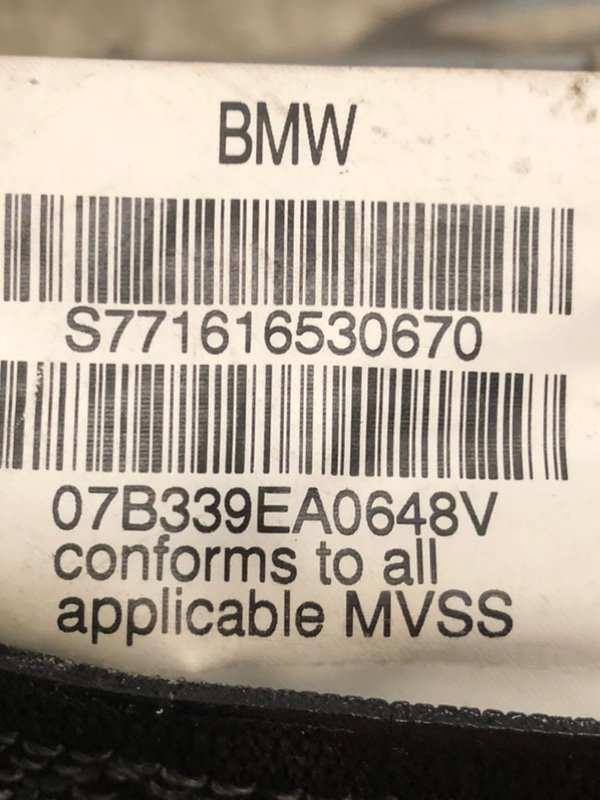 BMW
S771616530670
07B339EA0648V
conforms to all
applicable MVSS